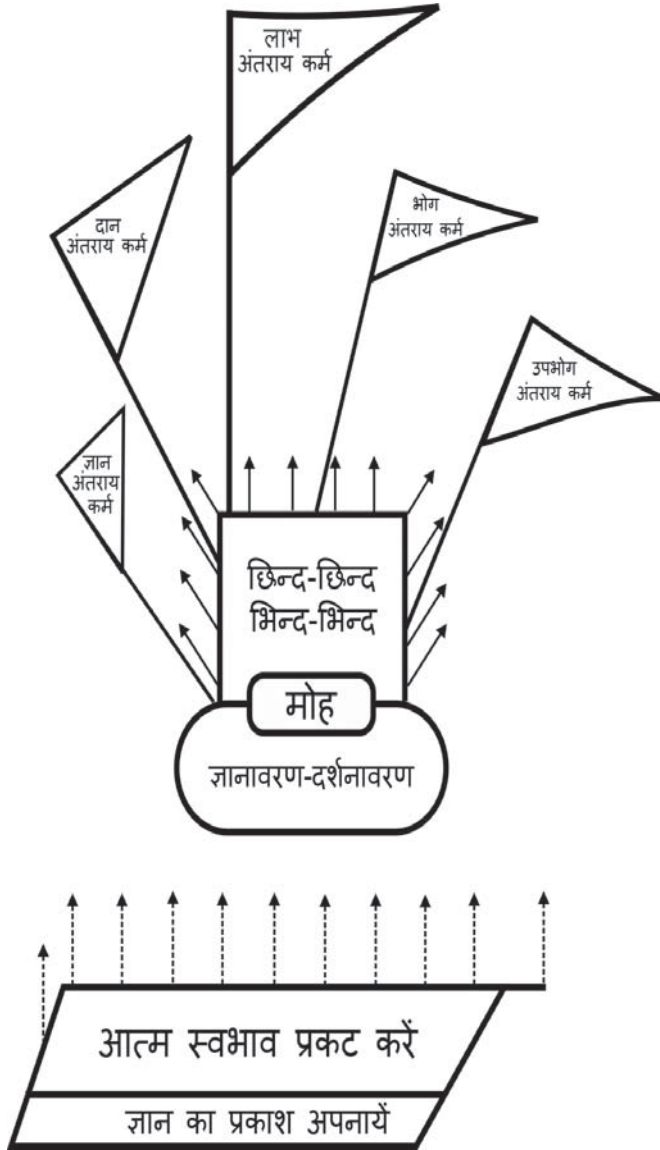 लाभ
अंतराय कर्म
दान
अंतराय कर्म
भोग
अंतराय कर्म
उपभोग
अंतराय कर्म
ज्ञान
अंतराय
कर्म
छिन्द-छिन्द
भिन्द-भिन्द
मोह
ज्ञानावरण-दर्शनावरण
आत्म स्वभाव प्रकट करें
ज्ञान का प्रकाश अपनायें